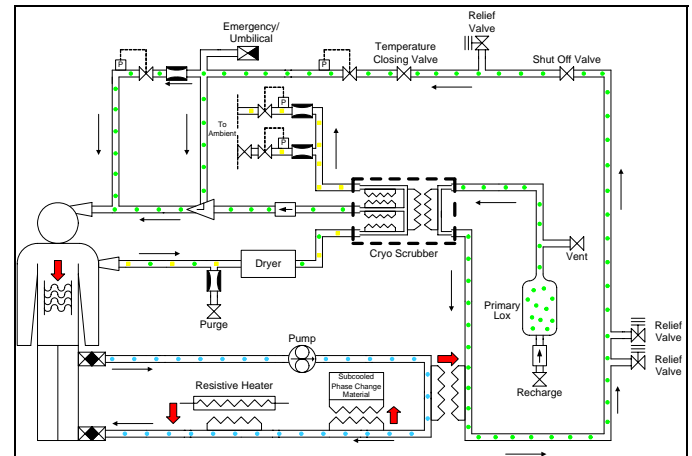 Emergency/
Umbilical
Relief
Valve
Temperature
Closing Valve
Shut Off Valve
P
P
P
To
Ambient
P
Cryo Scrubber
Vent
Dryer
Primary
Lox
Purge
Pump
Relief
Valve
Relief
Valve
Recharge
Resistive Heater
Subcooled
Phase Change
Material